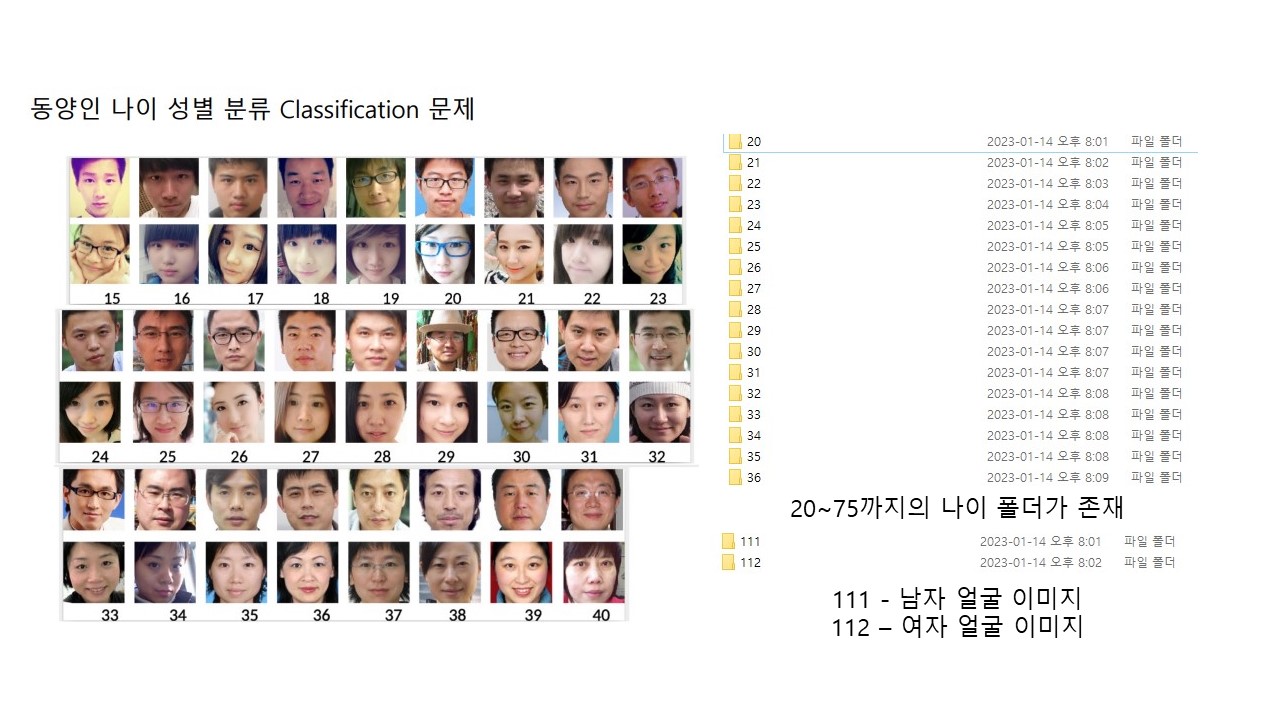 동양인 나이 성별 분류 Classification 문제
15 16 17 18 19 20 21 22 23
24 25 26 27 28 29 30 31 32
33 34 35 36 37 38 39 40
20 2023-01-14 오후 8:01 파일 폴더
21 2023-01-14 오후 8:02 파일 폴더
22 2023-01-14 오후 8:03 파일 폴더
23 2023-01-14 오후 8:04 파일 폴더
24 2023-01-14 오후 8:05 파일 폴더
25 2023-01-14 오후 8:05 파일 폴더
26 2023-01-14 오후 8:06 파일 폴더
27 2023-01-14 오후 8:06 파일 폴더
28 2023-01-14 오후 8:07 파일 폴더
29 2023-01-14 오후 8:07 파일 폴더
30 2023-01-14 오후 8:07 파일 폴더
31 2023-01-14 오후 8:07 파일 폴더
32 2023-01-14 오후 8:08 파일 폴더
33 2023-01-14 오후 8:08 파일 폴더
34 2023-01-14 오후 8:08 파일 폴더
35 2023-01-14 오후 8:08 파일 폴더
36 2023-01-14 오후 8:09 파일 폴더
20~75까지의 나이 폴더가 존재
111 2023-01-14 오후 8:01 파일 폴더
112 2023-01-14 오후 8:02 파일 폴더
111 - 남자 얼굴 이미지
112 – 여자 얼굴 이미지